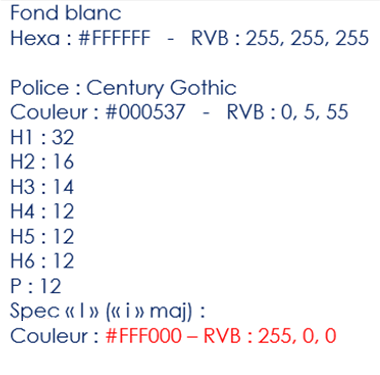 Fond blanc
Hexa : #FFFFFF - RVB : 255, 255, 255
Police : Century Gothic
Couleur : #000537 - RVB : 0, 5, 55
H1 : 32
H2 : 16
H3 : 14
H4 : 12
H5 : 12
H6 : 12
P : 12
Spec « I » (« i » maj) :
Couleur : #FFF000 – RVB : 255, 0, 0